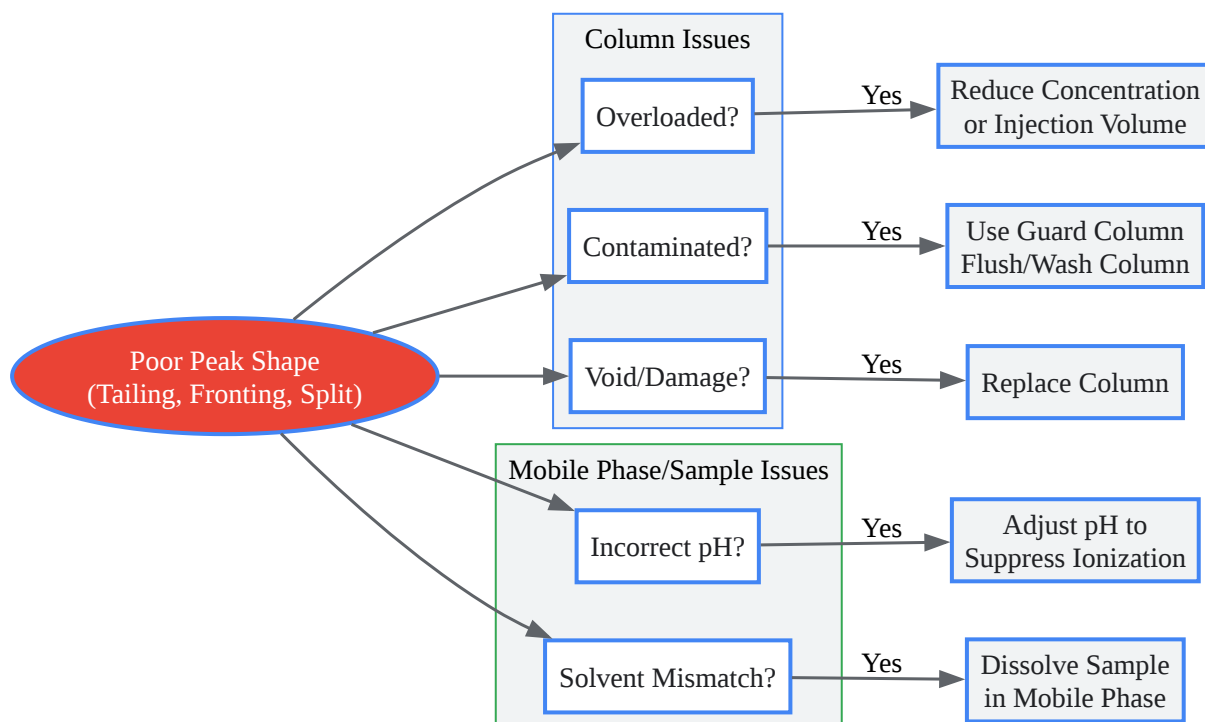 Column Issues
Overloaded?
Yes
Reduce Concentration
or Injection Volume
Contaminated?
Yes
Use Guard Column
Flush/Wash Column
Poor Peak Shape
(Tailing, Fronting, Split)
Void/Damage?
Yes
Replace Column
Mobile Phase/Sample Issues
Incorrect pH?
Yes
Adjust pH to
Suppress Ionization
Solvent Mismatch?
Yes
Dissolve Sample
in Mobile Phase